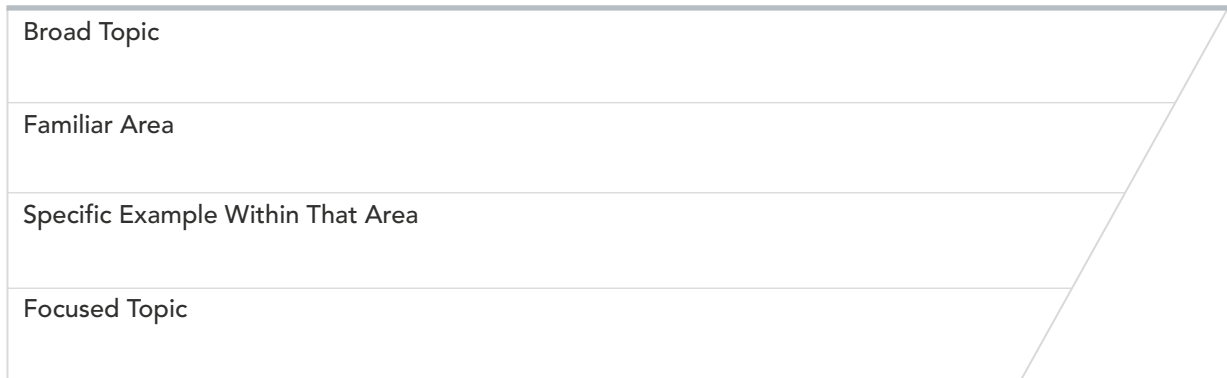 Broad Topic
Familiar Area
Specific Example Within That Area
Focused Topic